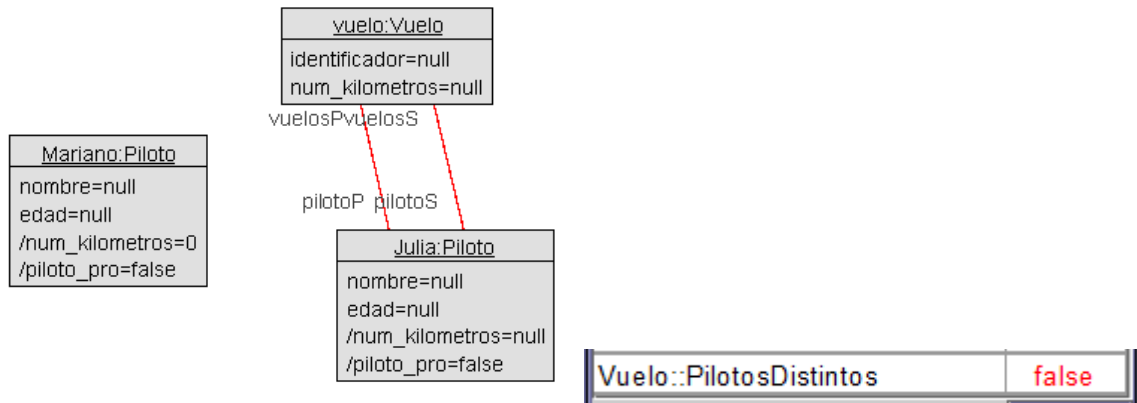 vuelo:Vuelo
identificador=null
num_kilometros=null
vuelosPvuelosS
Mariano:Piloto
nombre=null
edad=null
/num_kilometros=0
/piloto_pro=false
pilotoP pilotoS
Julia:Piloto
nombre=null
edad=null
/num_kilometros=null
/piloto_pro=false
Vuelo::PilotosDistintos false